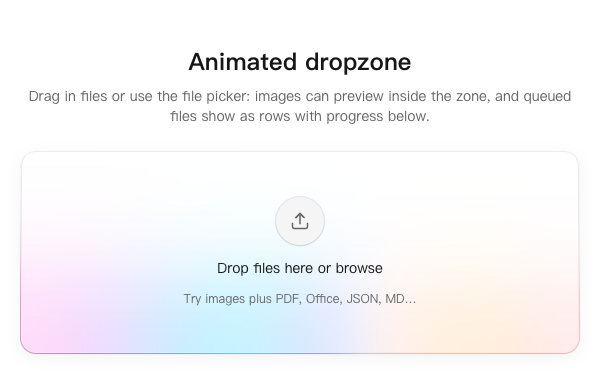 Animated dropzone
Drag in files or use the file picker: images can preview inside the zone, and queued
files show as rows with progress below.
Drop files here or browse
Try images plus PDF, Office, JSON, MD…